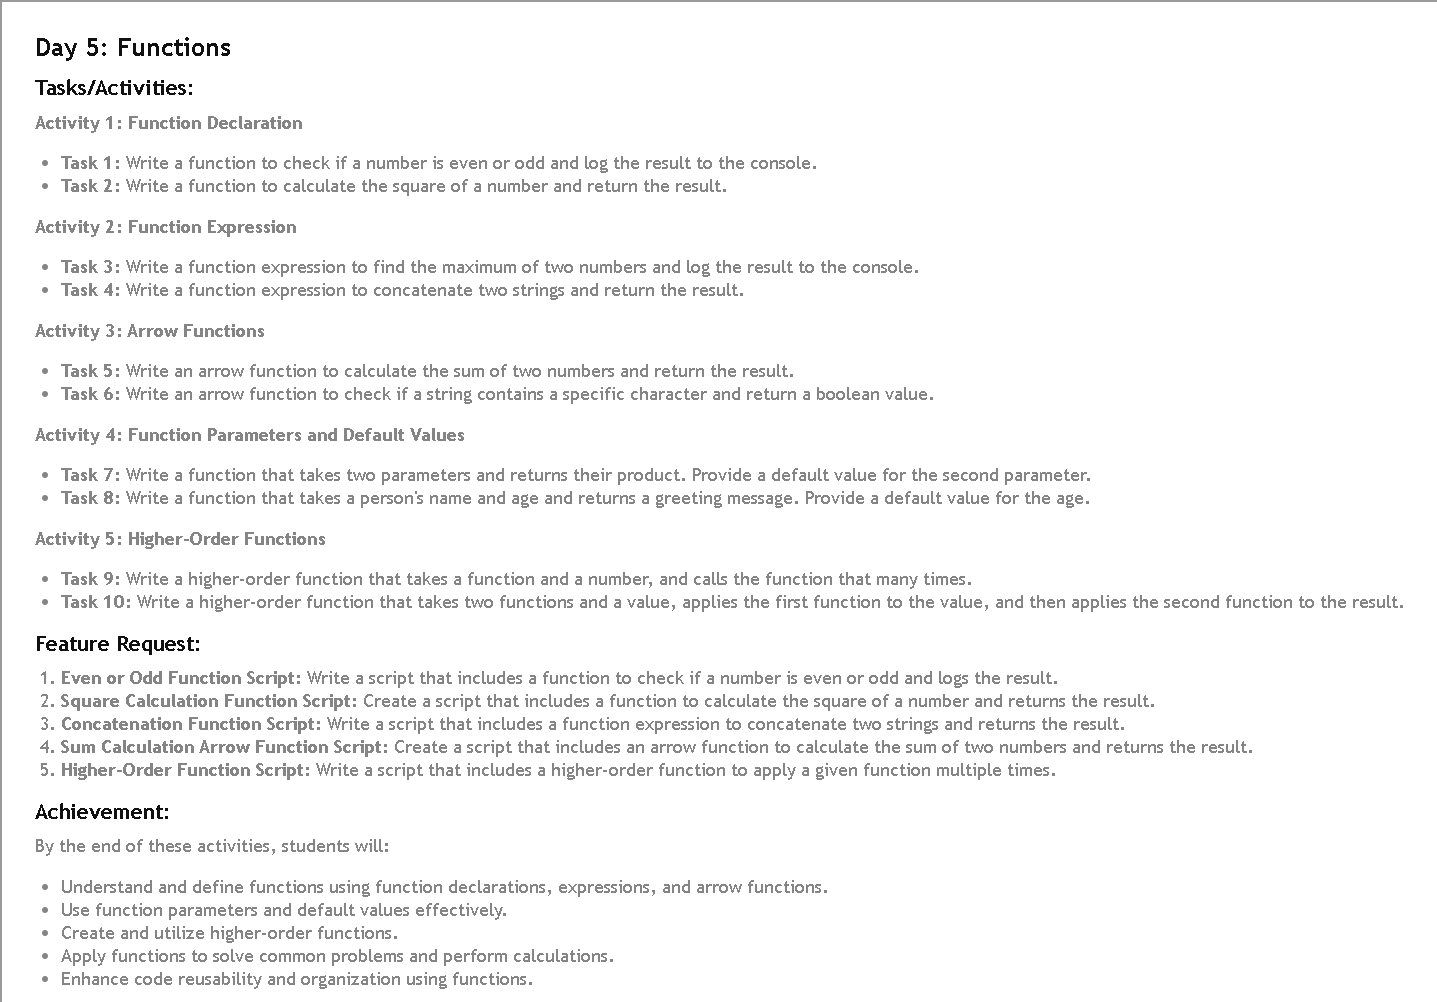 Day 5: Functions
Tasks/Activities:
Activity 1: Function Declaration
• Task 1: Write a function to check if a number is even or odd and log the result to the console.
• Task 2: Write a function to calculate the square of a number and return the result.
Activity 2: Function Expression
• Task 3: Write a function expression to find the maximum of two numbers and log the result to the console.
• Task 4: Write a function expression to concatenate two strings and return the result.
Activity 3: Arrow Functions
• Task 5: Write an arrow function to calculate the sum of two numbers and return the result.
• Task 6: Write an arrow function to check if a string contains a specific character and return a boolean value.
Activity 4: Function Parameters and Default Values
• Task 7: Write a function that takes two parameters and returns their product. Provide a default value for the second parameter.
• Task 8: Write a function that takes a person's name and age and returns a greeting message. Provide a default value for the age.
Activity 5: Higher-Order Functions
• Task 9: Write a higher-order function that takes a function and a number, and calls the function that many times.
• Task 10: Write a higher-order function that takes two functions and a value, applies the first function to the value, and then applies the second function to the result.
Feature Request:
1. Even or Odd Function Script: Write a script that includes a function to check if a number is even or odd and logs the result.
2. Square Calculation Function Script: Create a script that includes a function to calculate the square of a number and returns the result.
3. Concatenation Function Script: Write a script that includes a function expression to concatenate two strings and returns the result.
4. Sum Calculation Arrow Function Script: Create a script that includes an arrow function to calculate the sum of two numbers and returns the result.
5. Higher-Order Function Script: Write a script that includes a higher-order function to apply a given function multiple times.
Achievement:
By the end of these activities, students will:
• Understand and define functions using function declarations, expressions, and arrow functions.
• Use function parameters and default values effectively.
• Create and utilize higher-order functions.
• Apply functions to solve common problems and perform calculations.
• Enhance code reusability and organization using functions.